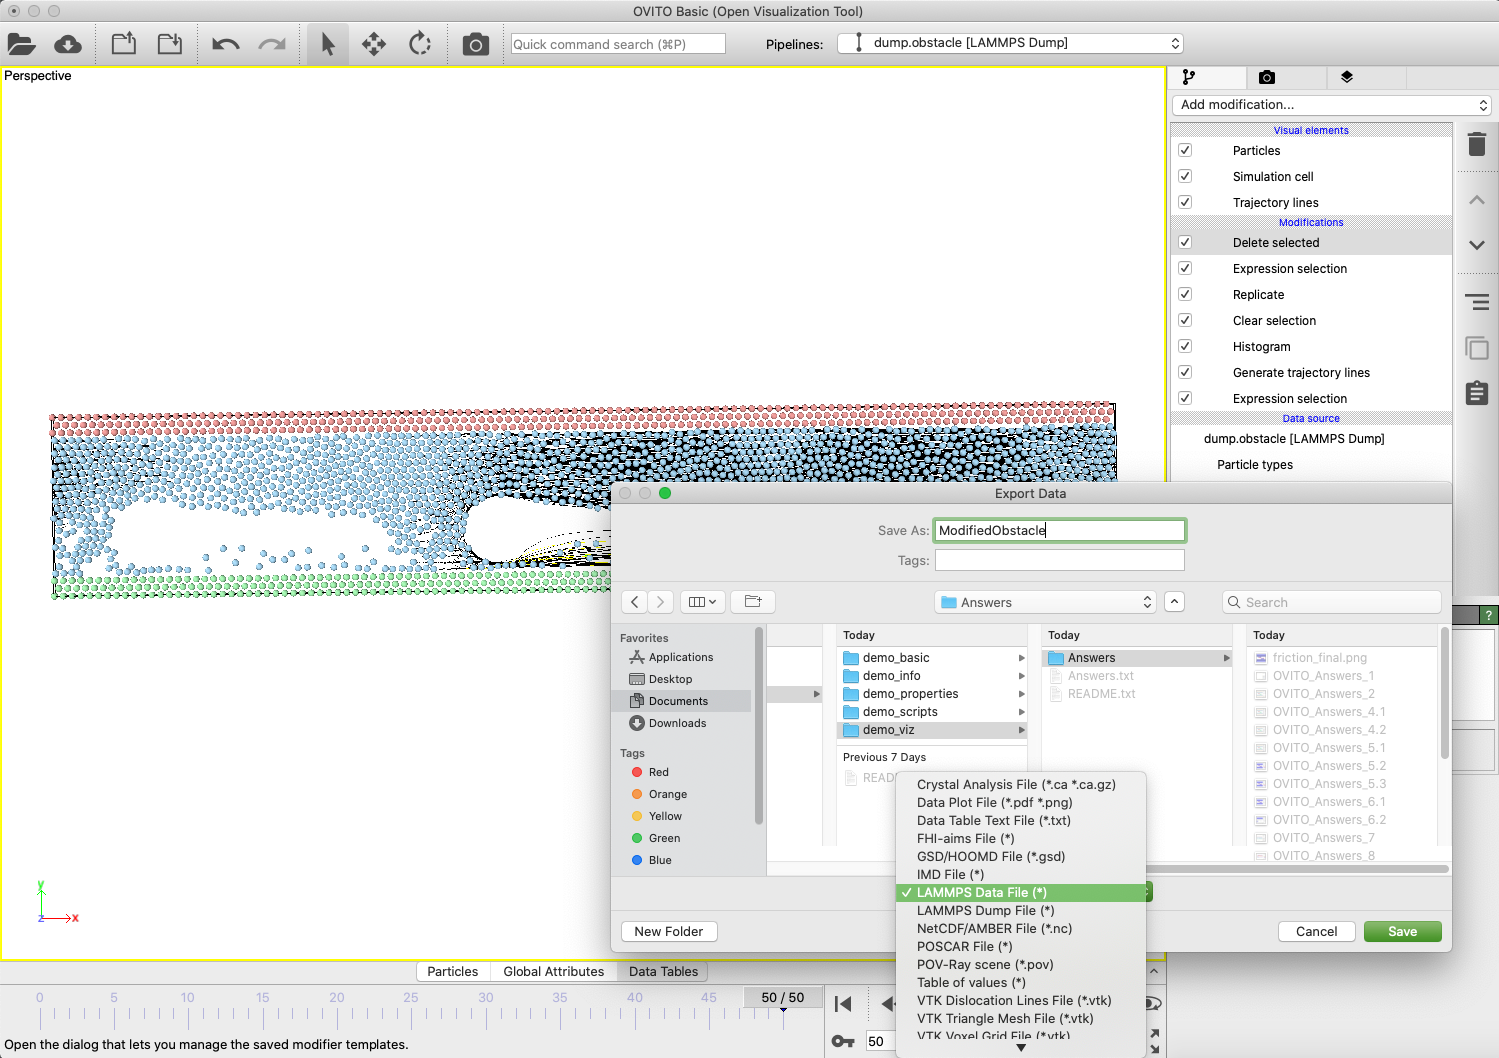 OVITO Basic (Open Visualization Tool)
Quick command search (⌘P)
Pipelines:
dump.obstacle [LAMMPS Dump]
Perspective
Add modification...
Visual elements
Particles
Simulation cell
Trajectory lines
Modifications
Delete selected
Expression selection
Replicate
Clear selection
Histogram
Generate trajectory lines
Expression selection
Data source
dump.obstacle [LAMMPS Dump]
Particle types
?
Export Data
Save As: ModifiedObstacle
Tags:
Answers
Search
Favorites
Applications
Desktop
Documents
Downloads
Tags
Red
Orange
Yellow
Green
Blue
Today
demo_basic
demo_info
demo_properties
demo_scripts
demo_viz
Previous 7 Days
Today
Answers
Answers.txt
README.txt
Today
friction_final.png
OVITO_Answers_1
OVITO_Answers_2
OVITO_Answers_4.1
OVITO_Answers_4.2
OVITO_Answers_5.1
OVITO_Answers_5.2
OVITO_Answers_5.3
OVITO_Answers_6.1
OVITO_Answers_6.2
OVITO_Answers_7
OVITO_Answers_8
Crystal Analysis File (*.ca *.ca.gz)
Data Plot File (*.pdf *.png)
Data Table Text File (*.txt)
FHI-aims File (*)
GSD/HOOMD File (*.gsd)
IMD File (*)
✓ LAMMPS Data File (*)
LAMMPS Dump File (*)
NetCDF/AMBER File (*.nc)
POSCAR File (*)
POV-Ray scene (*.pov)
Table of values (*)
VTK Dislocation Lines File (*.vtk)
VTK Triangle Mesh File (*.vtk)
VTK Voxel Grid File (*.vtk)
New Folder
Cancel
Save
y
z
x
Particles
Global Attributes
Data Tables
0 5 10 15 20 25 30 35 40 45 50 / 50
50
Open the dialog that lets you manage the saved modifier templates.